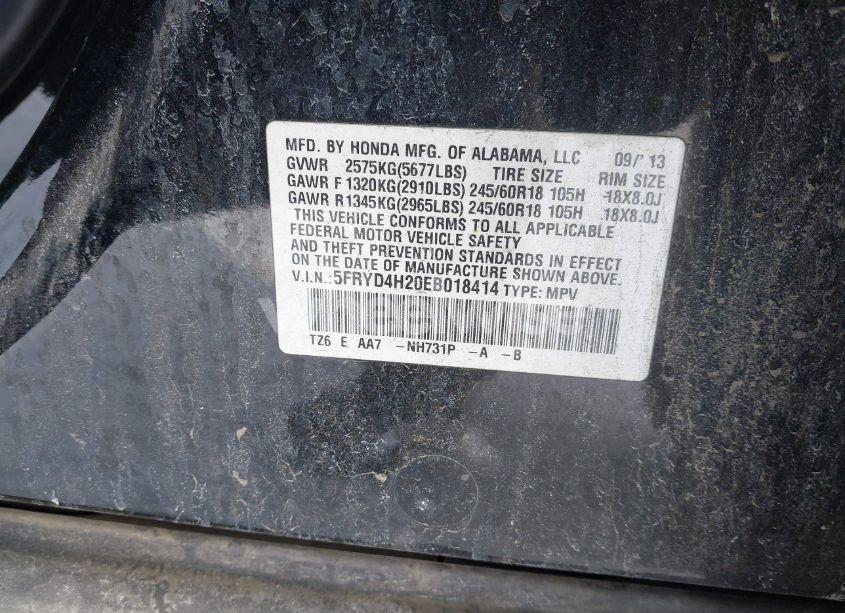 MFD. BY HONDA MFG. OF ALABAMA, LLC 09/'13
GVWR 2575KG(5677LBS) TIRE SIZE RIM SIZE
GAWR F 1320KG(2910LBS) 245/60R18 105H 18X8.0J
GAWR R1345KG(2965LBS) 245/60R18 105H 18X8.0J
THIS VEHICLE CONFORMS TO ALL APPLICABLE
FEDERAL MOTOR VEHICLE SAFETY
AND THEFT PREVENTION STANDARDS IN EFFECT
ON THE DATE OF MANUFACTURE SHOWN ABOVE.
V.I.N.:5FRYD4H20EB018414 TYPE: MPV
TZ6 E AA7 -NH731P -A -B